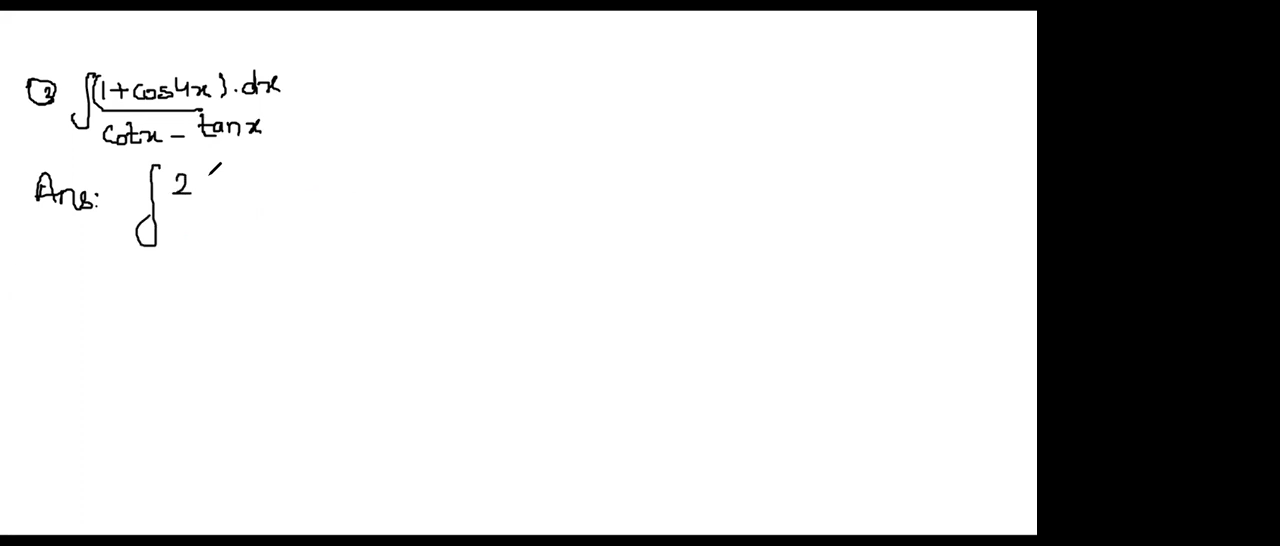 ② ∫(1+cos4x).dx
cotx - tanx
Ans: ∫ 2